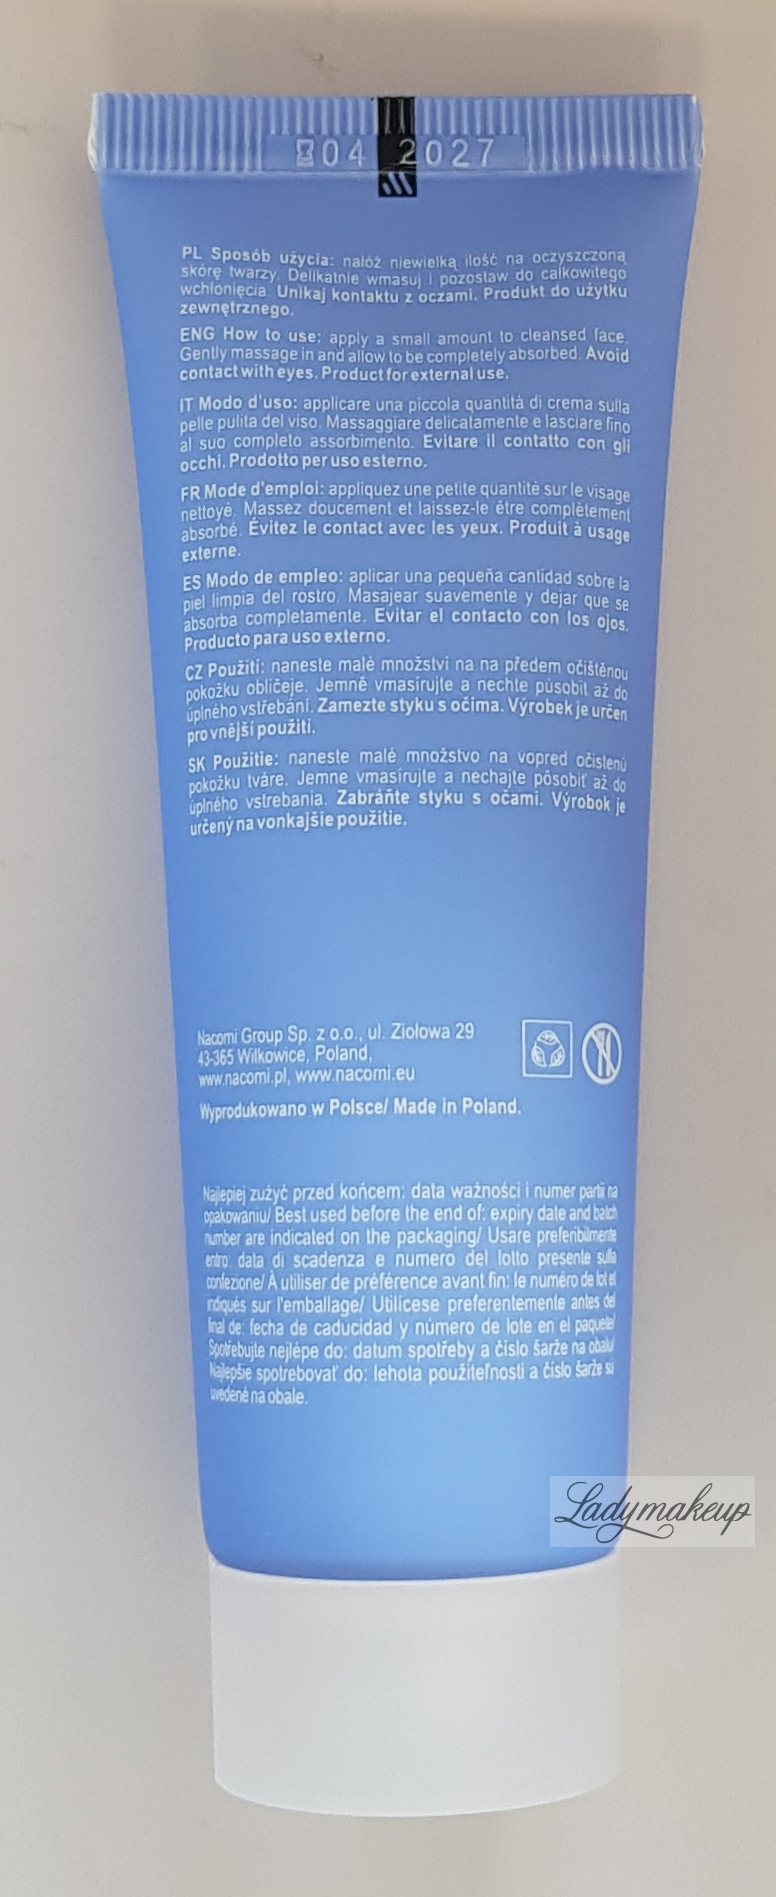 04 2027
PL Sposób użycia: nałóż niewielką ilość na oczyszczoną
skórę twarzy. Delikatnie wmasuj i pozostaw do całkowitego
wchłonięcia. Unikaj kontaktu z oczami. Produkt do użytku
zewnętrznego.
ENG How to use: apply a small amount to cleansed face.
Gently massage in and allow to be completely absorbed. Avoid
contact with eyes. Product for external use.
IT Modo d'uso: applicare una piccola quantità di crema sulla
pelle pulita del viso. Massaggiare delicatamente e lasciare fino
al suo completo assorbimento. Evitare il contatto con gli
occhi. Prodotto per uso esterno.
FR Mode d'emploi: appliquez une petite quantité sur le visage
nettoyé. Massez doucement et laissez-le être complètement
absorbé. Évitez le contact avec les yeux. Produit à usage
externe.
ES Modo de empleo: aplicar una pequeña cantidad sobre la
piel limpia del rostro. Masajear suavemente y dejar que se
absorba completamente. Evitar el contacto con los ojos.
Producto para uso externo.
CZ Použití: naneste malé množství na na předem očištěnou
pokožku obličeje. Jemně vmasírujte a nechte působit až do
úplného vstřebání. Zamezte styku s očima. Výrobek je určen
pro vnější použití.
SK Použitie: naneste malé množstvo na vopred očistenú
pokožku tváre. Jemne vmasírujte a nechajte pôsobiť až do
úplného vstrebania. Zabráňte styku s očami. Výrobok je
určený na vonkajšie použitie.
Nacomi Group Sp. z o.o., ul. Ziołowa 29
43-365 Wilkowice, Poland,
www.nacomi.pl, www.nacomi.eu
Wyprodukowano w Polsce/ Made in Poland.
Najlepiej zużyć przed końcem: data ważności i numer partii na
opakowaniu/ Best used before the end of: expiry date and batch
number are indicated on the packaging/ Usare preferibilmente
entro: data di scadenza e numero del lotto presente sulla
confezione/ À utiliser de préférence avant fin: le numéro de lot et
indiqués sur l'emballage/ Utilícese preferentemente antes del
final de: fecha de caducidad y número de lote en el paquete/
Spotřebujte nejlépe do: datum spotřeby a číslo šarže na obalu/
Najlepšie spotrebovať do: lehota použiteľnosti a číslo šarže sú
uvedené na obale.
Ladymakeup